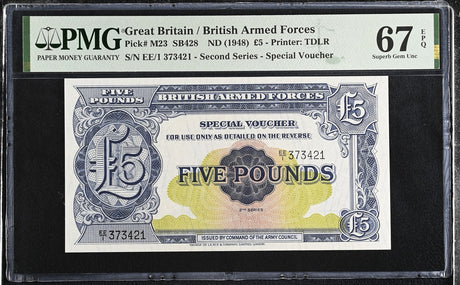 PMG
PAPER MONEY GUARANTY
Great Britain / British Armed Forces
Pick# M23 SB428 ND (1948) £5 - Printer: TDLR
S/N EE/1 373421 - Second Series - Special Voucher
67 EPQ
Superb Gem Unc
FIVE POUNDS
BRITISH ARMED FORCES
£5
SPECIAL VOUCHER
FOR USE ONLY AS DETAILED ON THE REVERSE
£5
EE/1 373421
FIVE POUNDS
2ND SERIES
EE/1 373421
£5
ISSUED BY COMMAND OF THE ARMY COUNCIL